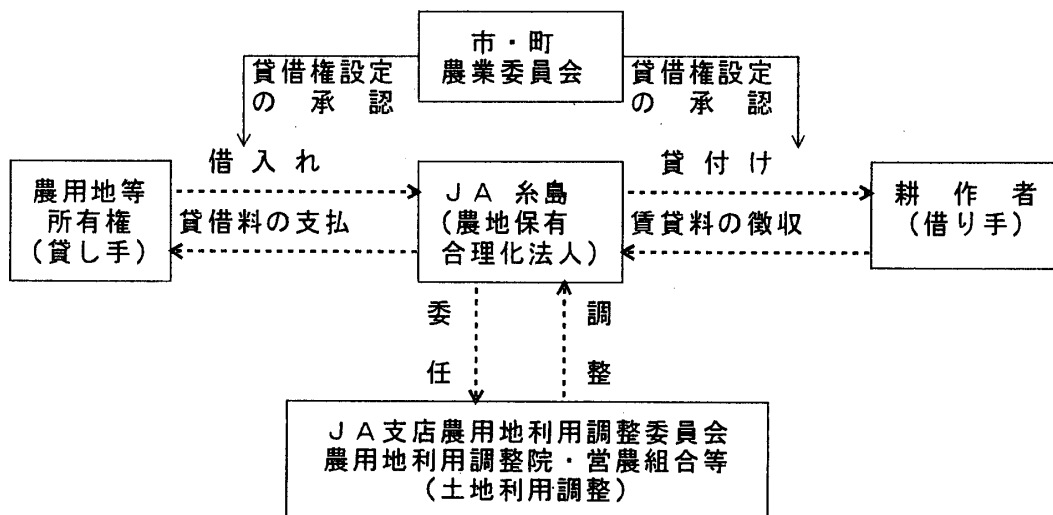 市・町
農業委員会
貸借権設定
の承認
貸借権設定
の承認
借入れ
貸付け
農用地等
所有権
(貸し手)
JA糸島
(農地保有
合理化法人)
耕作者
(借り手)
貸借料の支払
賃貸料の徴収
委任
調整
JA支店農用地利用調整委員会
農用地利用調整院・営農組合等
(土地利用調整)